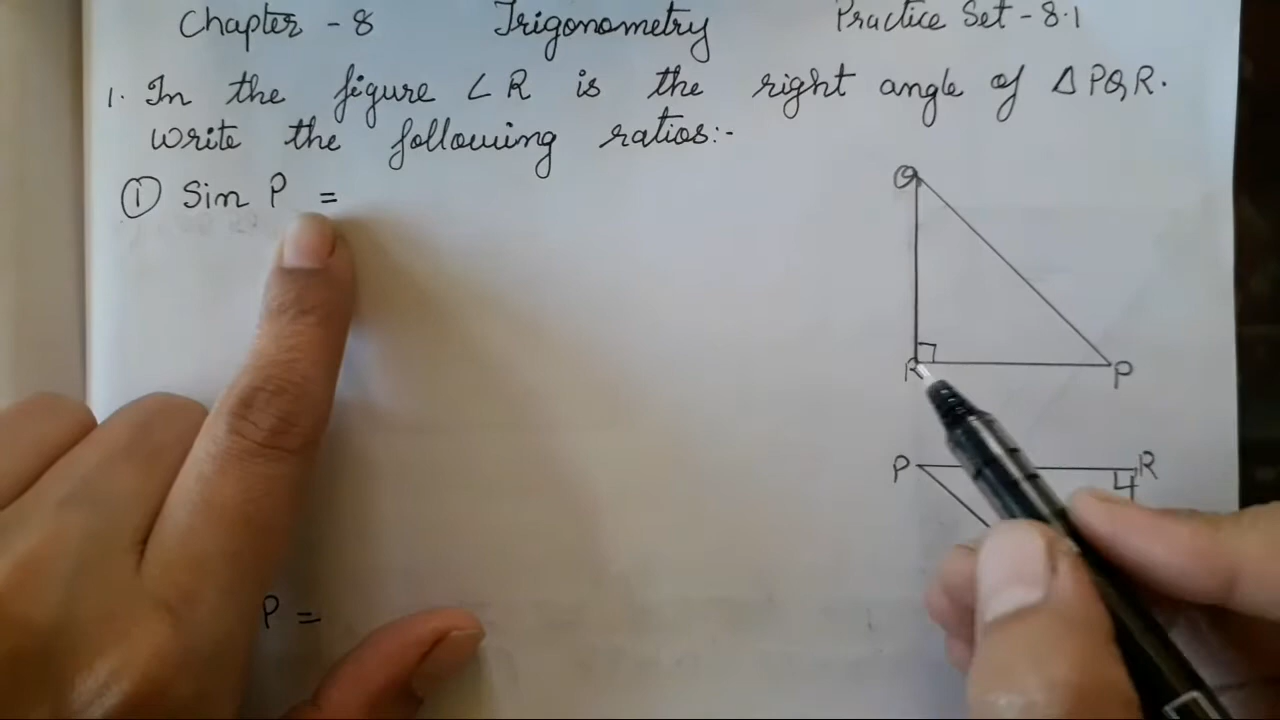 Chapter - 8 Trigonometry Practice Set - 8.1
1. In the figure ∠R is the right angle of △PQR.
Write the following ratios:-
① Sin P =
Q
R P
P R
P =